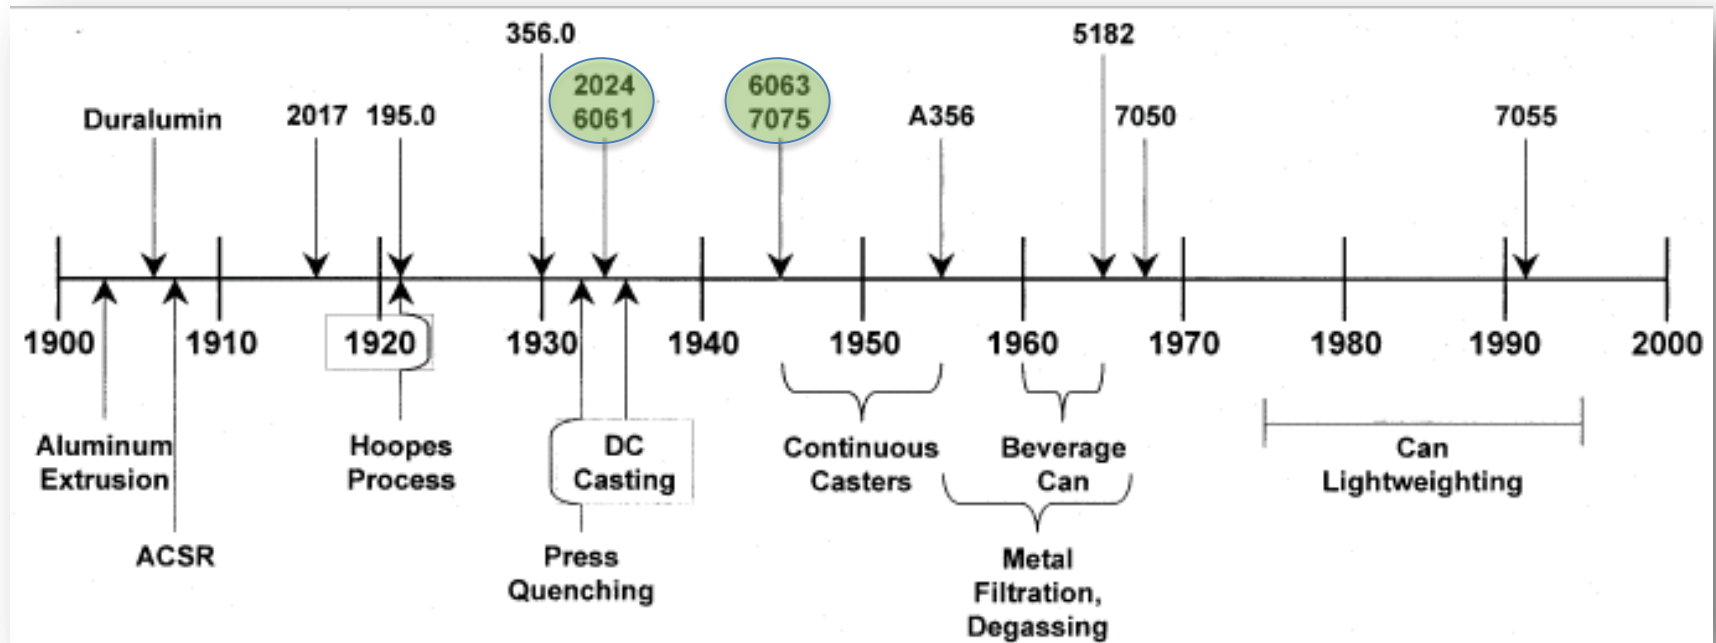 356.0
5182
2024
6061
6063
7075
Duralumin
2017
195.0
A356
7050
7055
1900
1910
1920
1930
1940
1950
1960
1970
1980
1990
2000
Aluminum
Extrusion
Hoopes
Process
DC
Casting
Continuous
Casters
Beverage
Can
Can
Lightweighting
ACSR
Press
Quenching
Metal
Filtration,
Degassing